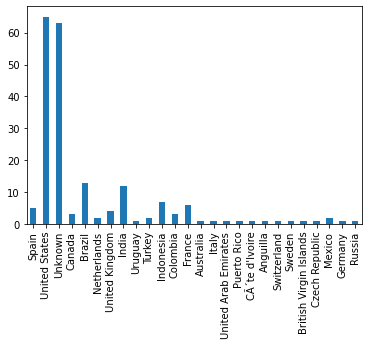 60
50
40
30
20
10
0
Spain
United States
Unknown
Canada
Brazil
Netherlands
United Kingdom
India
Uruguay
Turkey
Indonesia
Colombia
France
Australia
Italy
United Arab Emirates
Puerto Rico
CÃ´te d'Ivoire
Anguilla
Switzerland
Sweden
British Virgin Islands
Czech Republic
Mexico
Germany
Russia